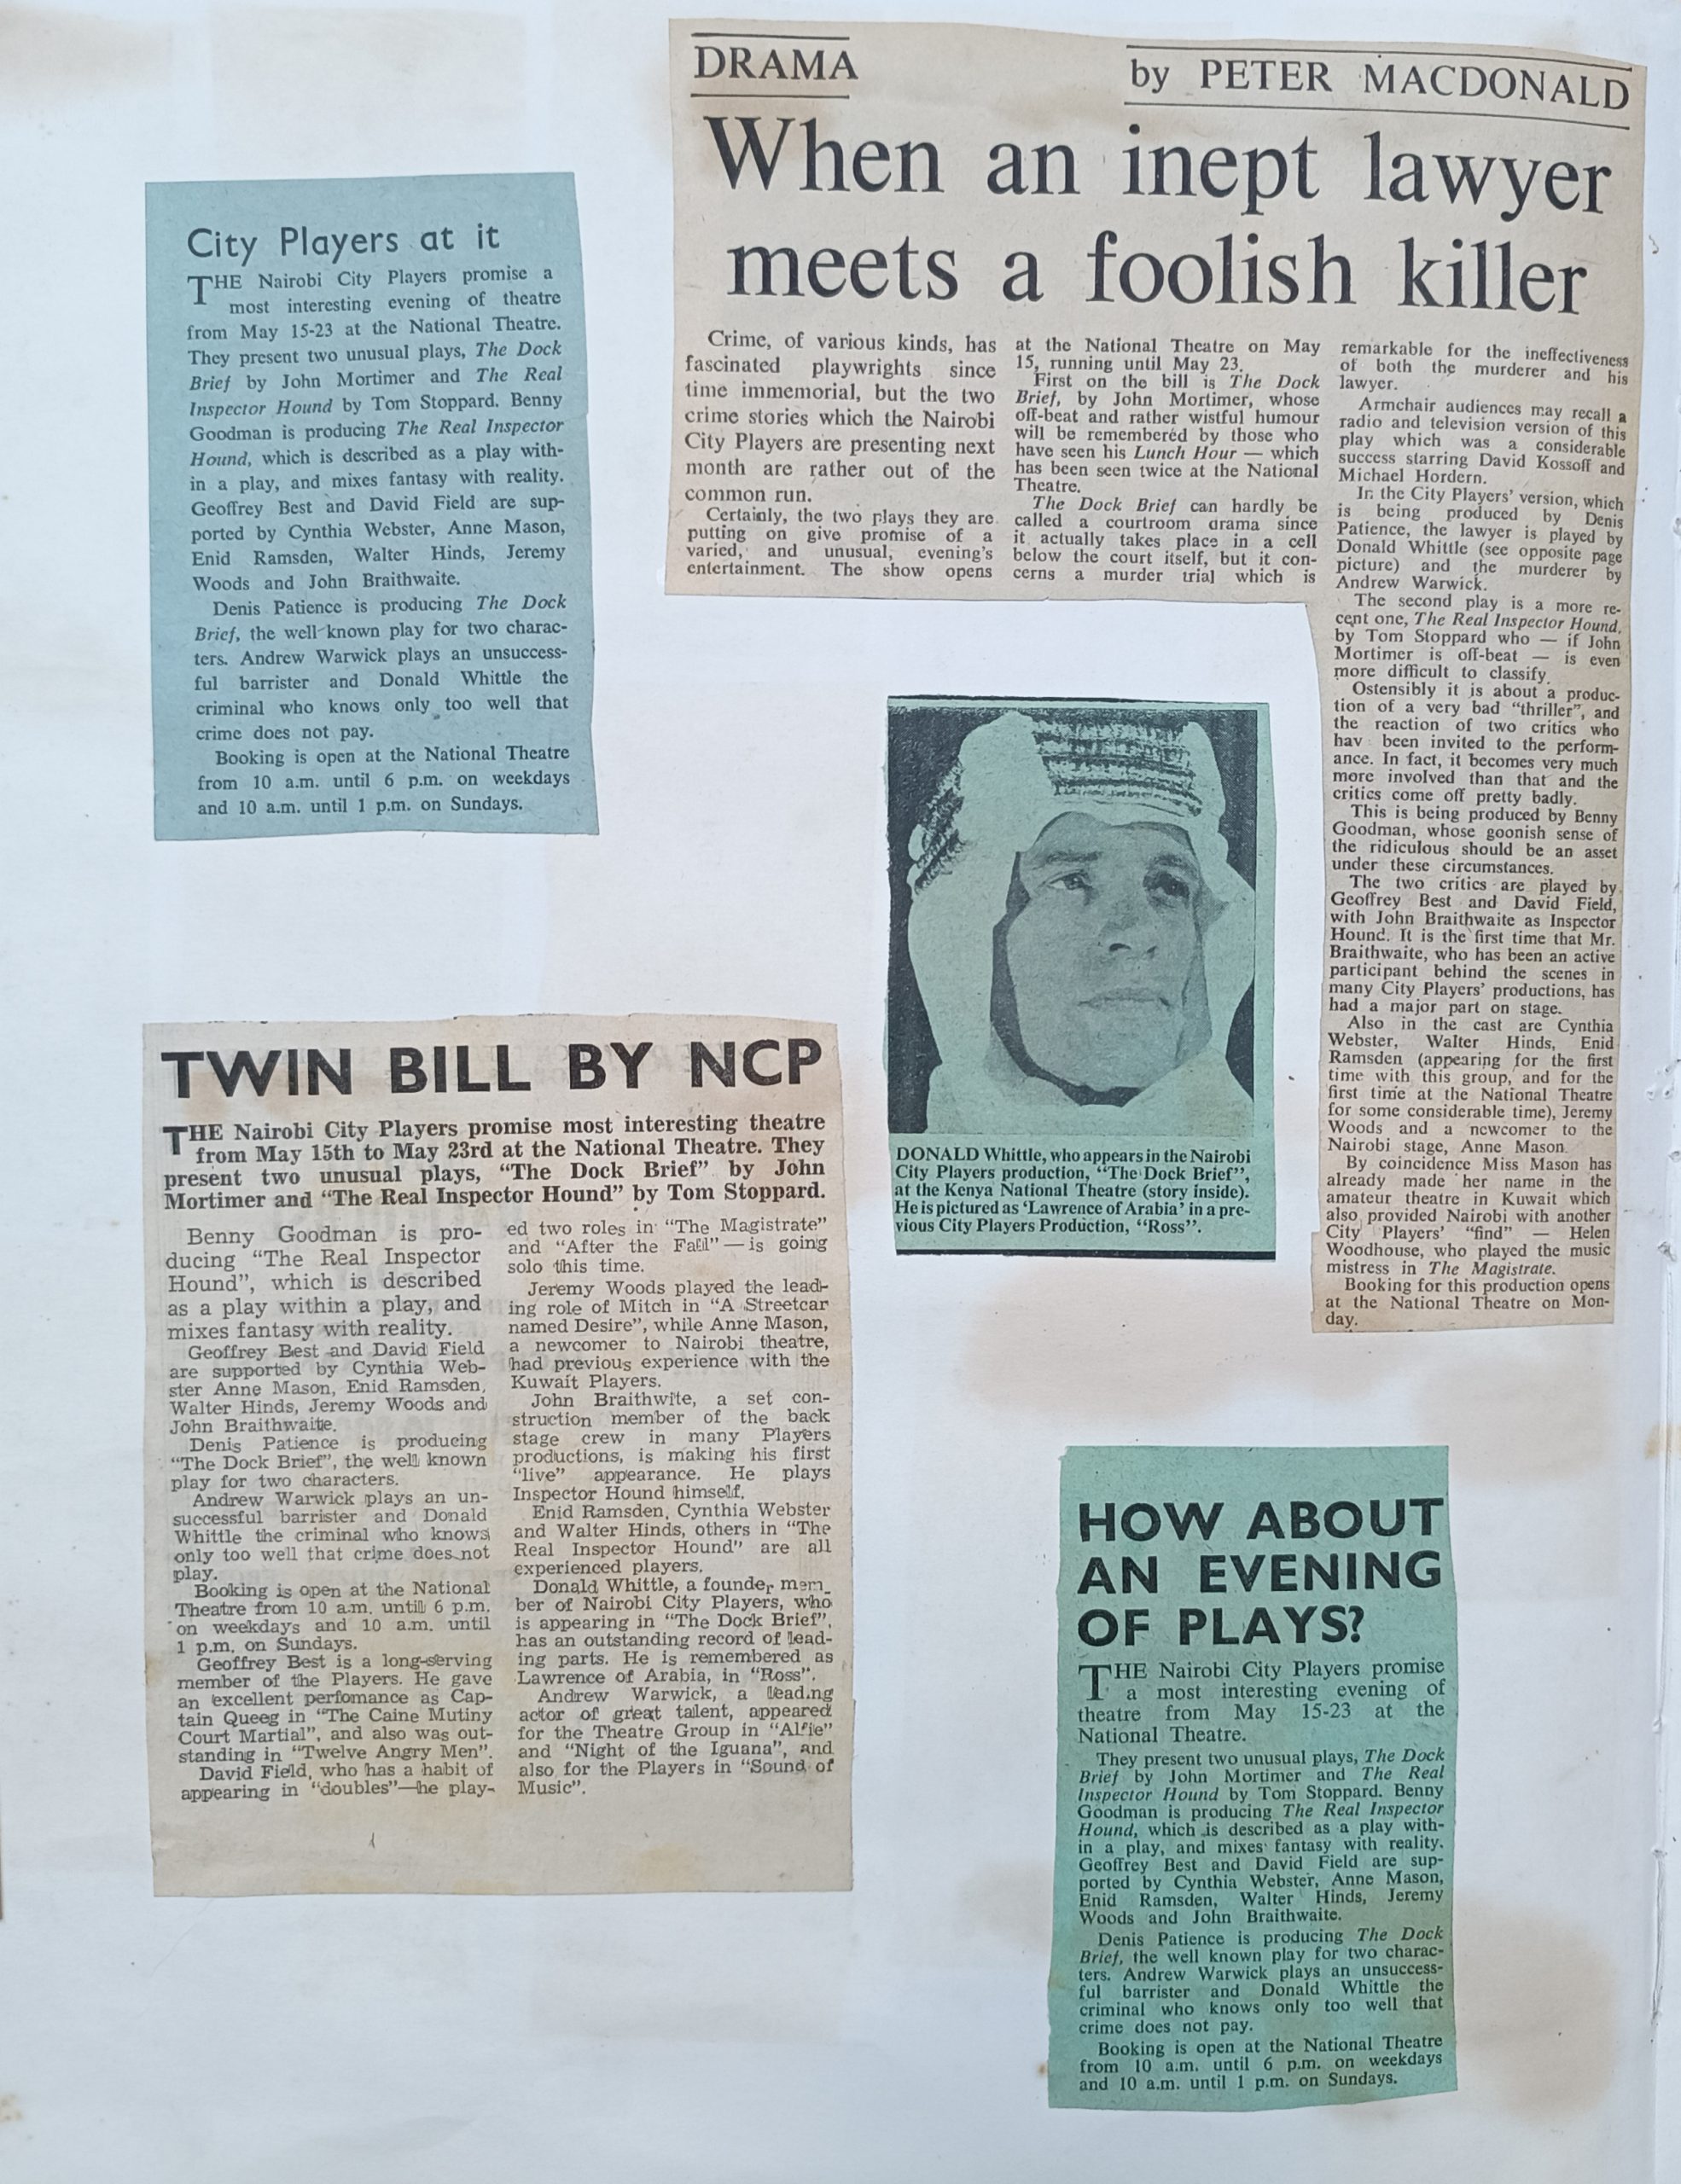 City Players at it
THE Nairobi City Players promise a
most interesting evening of theatre
from May 15-23 at the National Theatre.
They present two unusual plays, The Dock
Brief by John Mortimer and The Real
Inspector Hound by Tom Stoppard. Benny
Goodman is producing The Real Inspector
Hound, which is described as a play with-
in a play, and mixes fantasy with reality.
Geoffrey Best and David Field are sup-
ported by Cynthia Webster, Anne Mason,
Enid Ramsden, Walter Hinds, Jeremy
Woods and John Braithwaite.
Denis Patience is producing The Dock
Brief, the well known play for two charac-
ters. Andrew Warwick plays an unsuccess-
ful barrister and Donald Whittle the
criminal who knows only too well that
crime does not pay.
Booking is open at the National Theatre
from 10 a.m. until 6 p.m. on weekdays
and 10 a.m. until 1 p.m. on Sundays.
DRAMA
by PETER MACDONALD
When an inept lawyer
meets a foolish killer
Crime, of various kinds, has
fascinated playwrights since
time immemorial, but the two
crime stories which the Nairobi
City Players are presenting next
month are rather out of the
common run.
Certainly, the two plays they are
putting on give promise of a
varied, and unusual, evening's
entertainment. The show opens
at the National Theatre on May
15, running until May 23.
First on the bill is The Dock
Brief, by John Mortimer, whose
off-beat and rather wistful humour
will be remembered by those who
have seen his Lunch Hour — which
has been seen twice at the National
Theatre.
The Dock Brief can hardly be
called a courtroom drama since
it actually takes place in a cell
below the court itself, but it con-
cerns a murder trial which is
remarkable for the ineffectiveness
of both the murderer and his
lawyer.
Armchair audiences may recall a
radio and television version of this
play which was a considerable
success starring David Kossoff and
Michael Hordern.
In the City Players' version, which
is being produced by Denis
Patience, the lawyer is played by
Donald Whittle (see opposite page
picture) and the murderer by
Andrew Warwick.
The second play is a more re-
cent one, The Real Inspector Hound,
by Tom Stoppard who — if John
Mortimer is off-beat — is even
more difficult to classify.
Ostensibly it is about a produc-
tion of a very bad "thriller", and
the reaction of two critics who
hav been invited to the perform-
ance. In fact, it becomes very much
more involved than that and the
critics come off pretty badly.
This is being produced by Benny
Goodman, whose goonish sense of
the ridiculous should be an asset
under these circumstances.
The two critics are played by
Geoffrey Best and David Field,
with John Braithwaite as Inspector
Hound. It is the first time that Mr.
Braithwaite, who has been an active
participant behind the scenes in
many City Players' productions, has
had a major part on stage.
Also in the cast are Cynthia
Webster, Walter Hinds, Enid
Ramsden (appearing for the first
time with this group, and for the
first time at the National Theatre
for some considerable time), Jeremy
Woods and a newcomer to the
Nairobi stage, Anne Mason.
By coincidence Miss Mason has
already made her name in the
amateur theatre in Kuwait which
also provided Nairobi with another
City Players' "find" — Helen
Woodhouse, who played the music
mistress in The Magistrate.
Booking for this production opens
at the National Theatre on Mon-
day.
DONALD Whittle, who appears in the Nairobi
City Players production, "The Dock Brief",
at the Kenya National Theatre (story inside).
He is pictured as 'Lawrence of Arabia' in a pre-
vious City Players Production, "Ross".
TWIN BILL BY NCP
THE Nairobi City Players promise most interesting theatre
from May 15th to May 23rd at the National Theatre. They
present two unusual plays, "The Dock Brief" by John
Mortimer and "The Real Inspector Hound" by Tom Stoppard.
Benny Goodman is pro-
ducing "The Real Inspector
Hound", which is described
as a play within a play, and
mixes fantasy with reality.
Geoffrey Best and David Field
are supported by Cynthia Web-
ster Anne Mason, Enid Ramsden,
Walter Hinds, Jeremy Woods and
John Braithwaite.
Denis Patience is producing
"The Dock Brief", the well known
play for two characters.
Andrew Warwick plays an un-
successful barrister and Donald
Whittle the criminal who knows
only too well that crime does not
play.
Booking is open at the National
Theatre from 10 a.m. until 6 p.m.
on weekdays and 10 a.m. until
1 p.m. on Sundays.
Geoffrey Best is a long-serving
member of the Players. He gave
an excellent perfomance as Cap-
tain Queeg in "The Caine Mutiny
Court Martial", and also was out-
standing in "Twelve Angry Men".
David Field, who has a habit of
appearing in "doubles"—he play-
ed two roles in "The Magistrate"
and "After the Fall" — is going
solo this time.
Jeremy Woods played the lead-
ing role of Mitch in "A Streetcar
named Desire", while Anne Mason,
a newcomer to Nairobi theatre,
had previous experience with the
Kuwait Players.
John Braithwite, a set con-
struction member of the back
stage crew in many Players
productions, is making his first
"live" appearance. He plays
Inspector Hound himself.
Enid Ramsden, Cynthia Webster
and Walter Hinds, others in "The
Real Inspector Hound" are all
experienced players.
Donald Whittle, a founder mem-
ber of Nairobi City Players, who
is appearing in "The Dock Brief",
has an outstanding record of lead-
ing parts. He is remembered as
Lawrence of Arabia, in "Ross".
Andrew Warwick, a leading
actor of great talent, appeared
for the Theatre Group in "Alfie"
and "Night of the Iguana", and
also for the Players in "Sound of
Music".
HOW ABOUT
AN EVENING
OF PLAYS?
THE Nairobi City Players promise
a most interesting evening of
theatre from May 15-23 at the
National Theatre.
They present two unusual plays, The Dock
Brief by John Mortimer and The Real
Inspector Hound by Tom Stoppard. Benny
Goodman is producing The Real Inspector
Hound, which is described as a play with-
in a play, and mixes fantasy with reality.
Geoffrey Best and David Field are sup-
ported by Cynthia Webster, Anne Mason,
Enid Ramsden, Walter Hinds, Jeremy
Woods and John Braithwaite.
Denis Patience is producing The Dock
Brief, the well known play for two charac-
ters. Andrew Warwick plays an unsuccess-
ful barrister and Donald Whittle the
criminal who knows only too well that
crime does not pay.
Booking is open at the National Theatre
from 10 a.m. until 6 p.m. on weekdays
and 10 a.m. until 1 p.m. on Sundays.